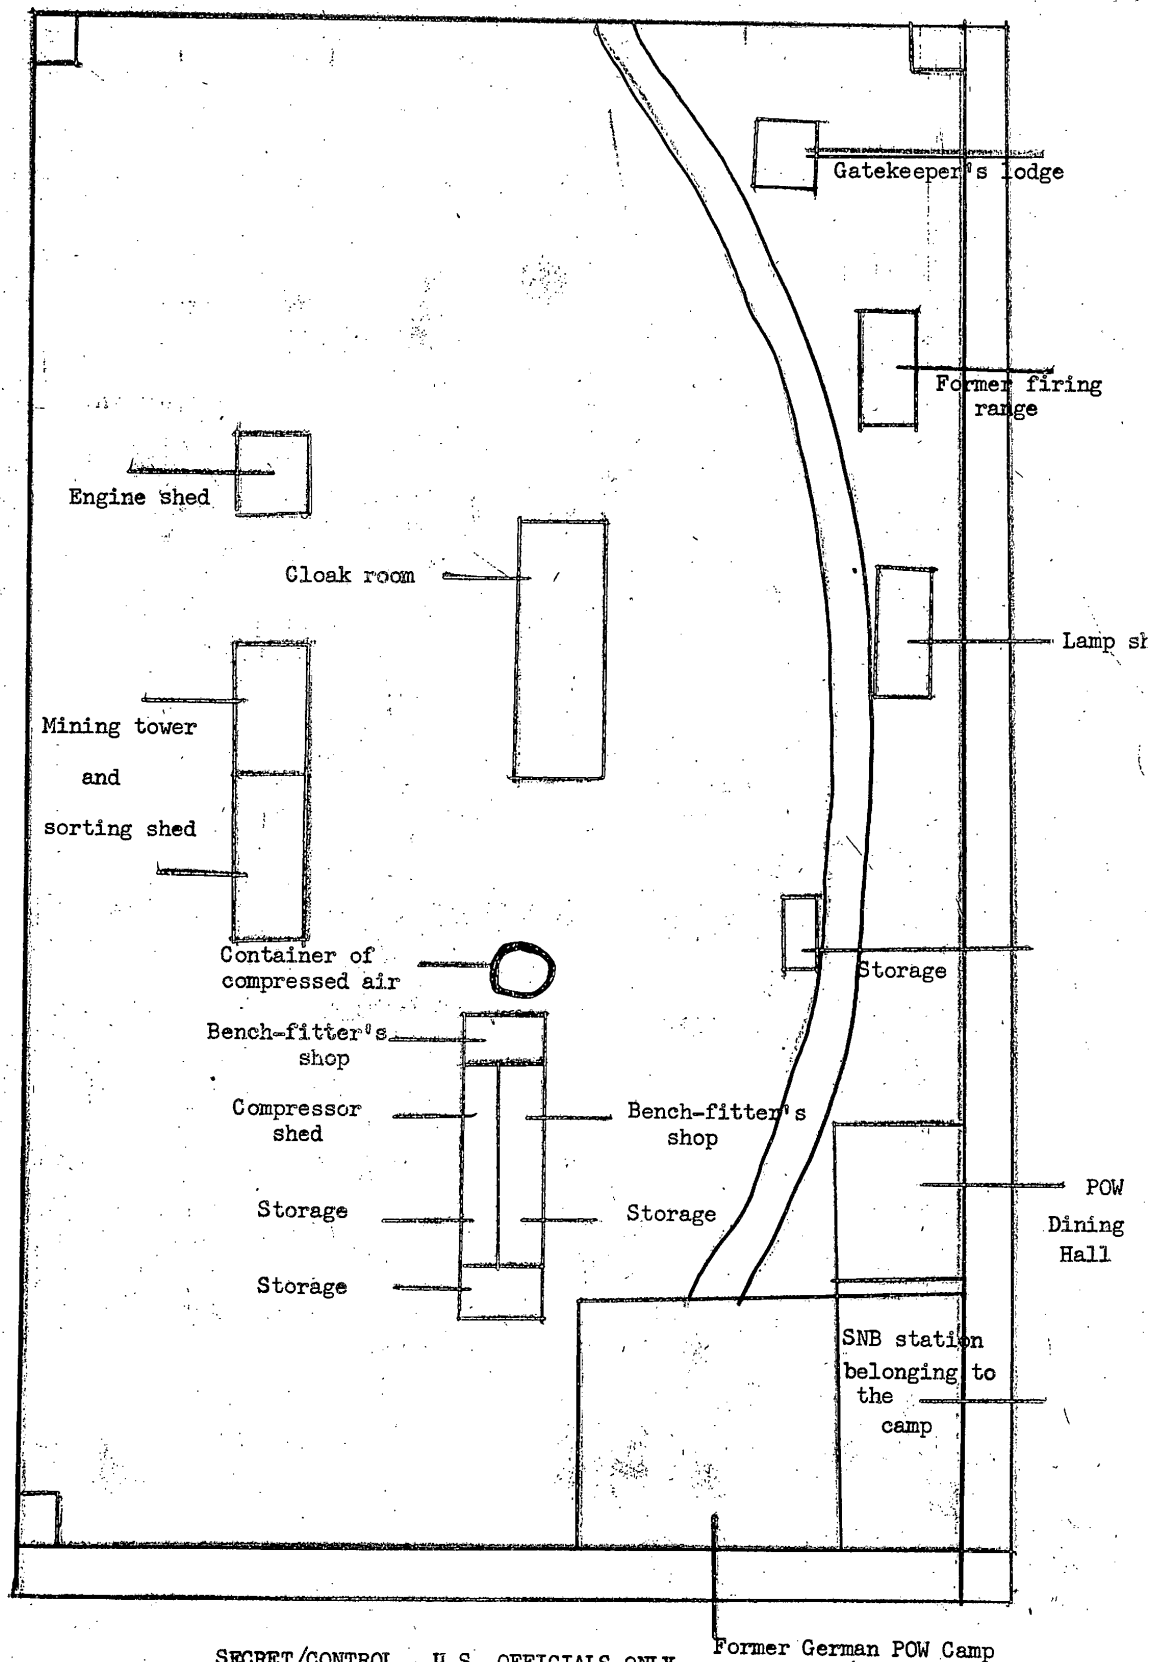 Gatekeeper's lodge
Former firing
range
Engine shed
Cloak room
Lamp
Mining tower
and
sorting shed
Container of
compressed air
Storage
Bench-fitter's
shop
Compressor
shed
Bench-fitter's
shop
POW
Dining
Hall
Storage
Storage
Storage
SNB station
belonging to
the
camp
Former German POW Camp
SECRET/CONTROL U.S. OFFICIALS ONLY